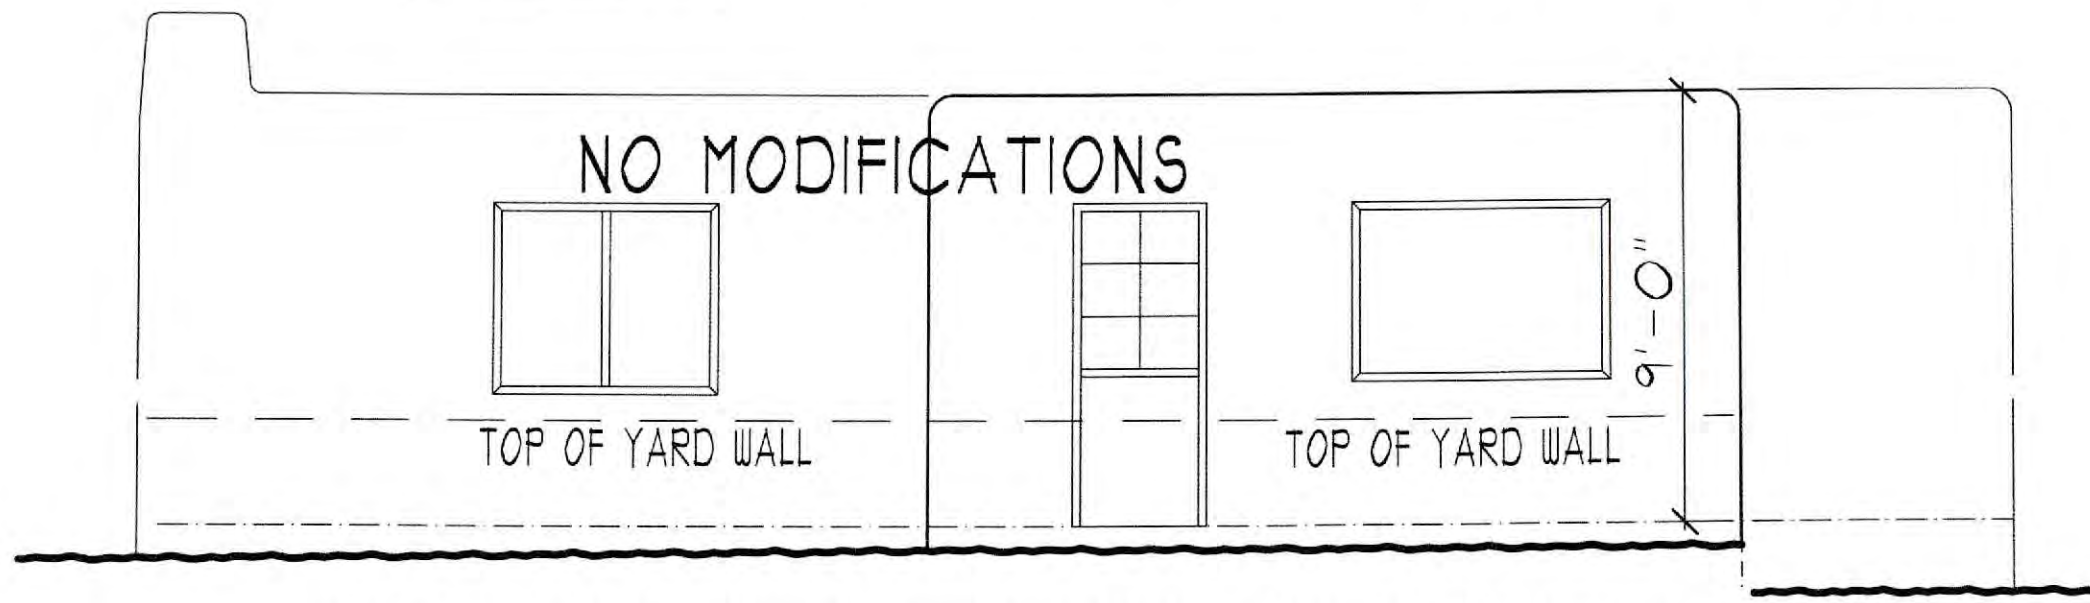 NO MODIFICATIONS
9'-0"
TOP OF YARD WALL
TOP OF YARD WALL